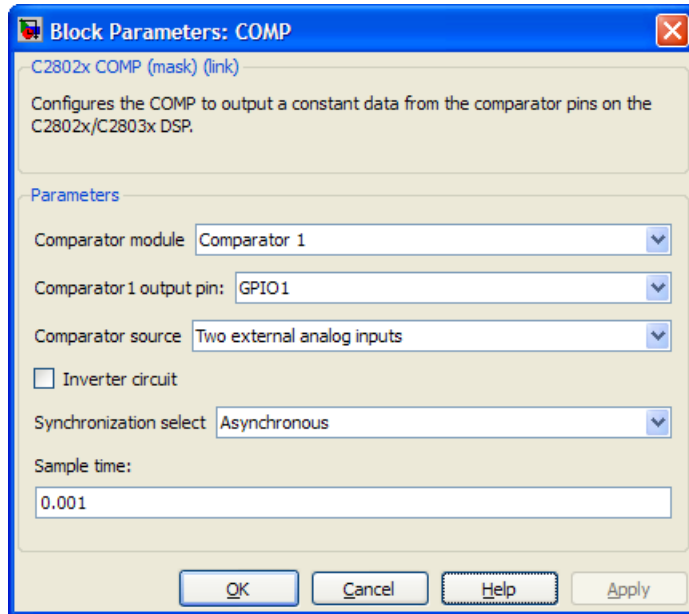 Block Parameters: COMP
C2802x COMP (mask) (link)
Configures the COMP to output a constant data from the comparator pins on the
C2802x/C2803x DSP.
Parameters
Comparator module Comparator 1
Comparator1 output pin: GPIO1
Comparator source Two external analog inputs
Inverter circuit
Synchronization select Asynchronous
Sample time:
0.001
OK Cancel Help Apply